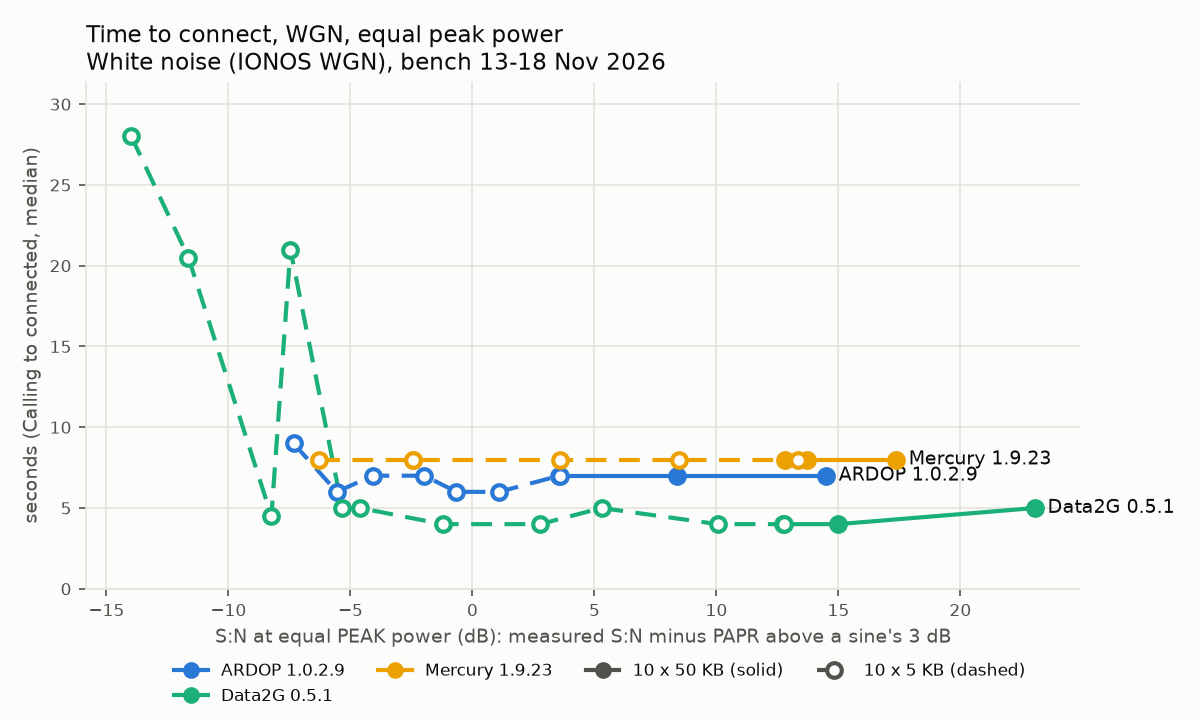 Time to connect, WGN, equal peak power
White noise (IONOS WGN), bench 13-18 Nov 2026
seconds (Calling to connected, median)
30
25
20
15
10
5
0
−15
−10
−5
0
5
10
15
20
Mercury 1.9.23
ARDOP 1.0.2.9
Data2G 0.5.1
S:N at equal PEAK power (dB): measured S:N minus PAPR above a sine's 3 dB
ARDOP 1.0.2.9
Mercury 1.9.23
10 x 50 KB (solid)
10 x 5 KB (dashed)
Data2G 0.5.1